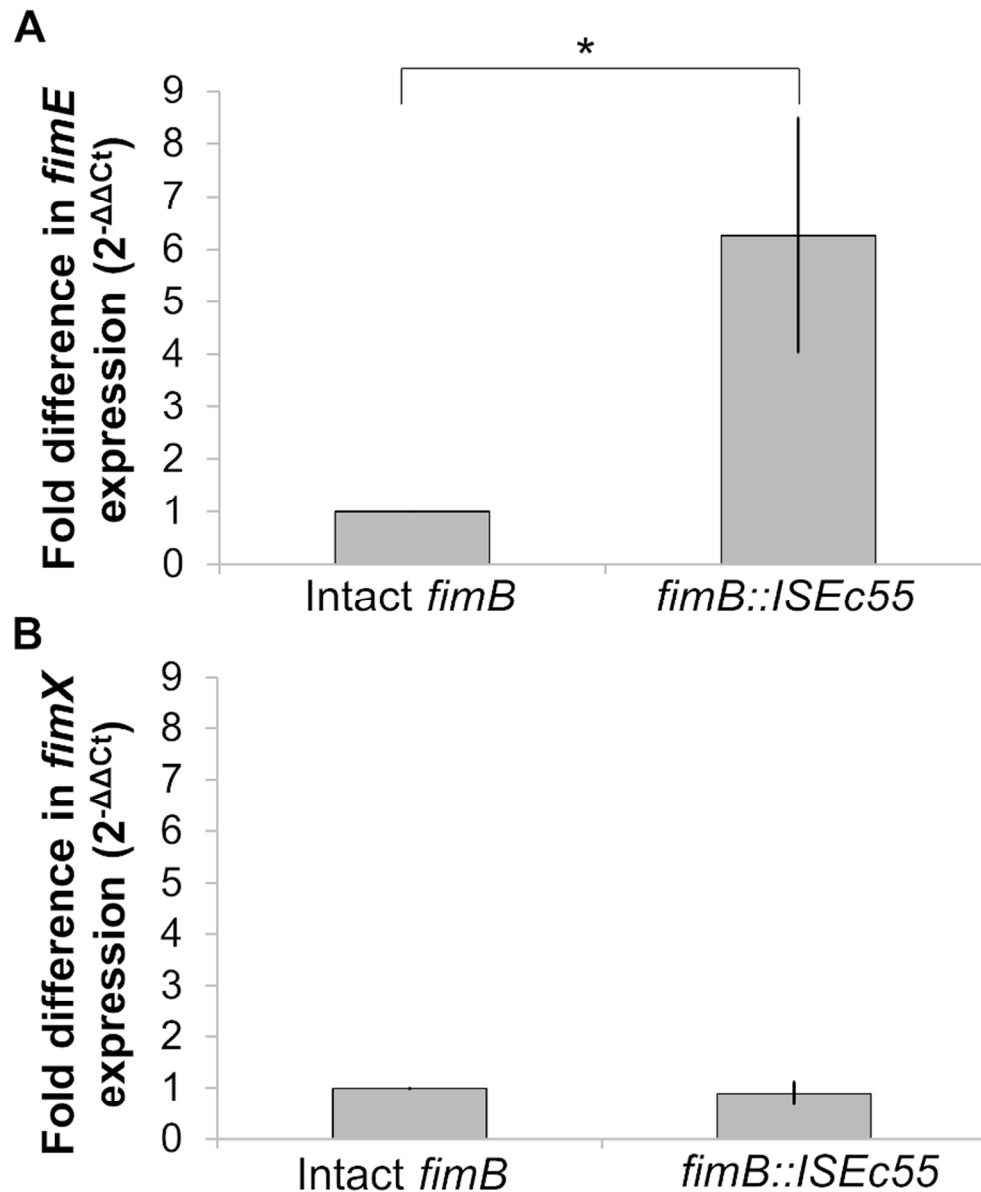 A
*
Fold difference in fimE
expression (2-ΔΔCt)
9
8
7
6
5
4
3
2
1
0
Intact fimB
fimB::ISEc55
B
Fold difference in fimX
expression (2-ΔΔCt)
9
8
7
6
5
4
3
2
1
0
Intact fimB
fimB::ISEc55